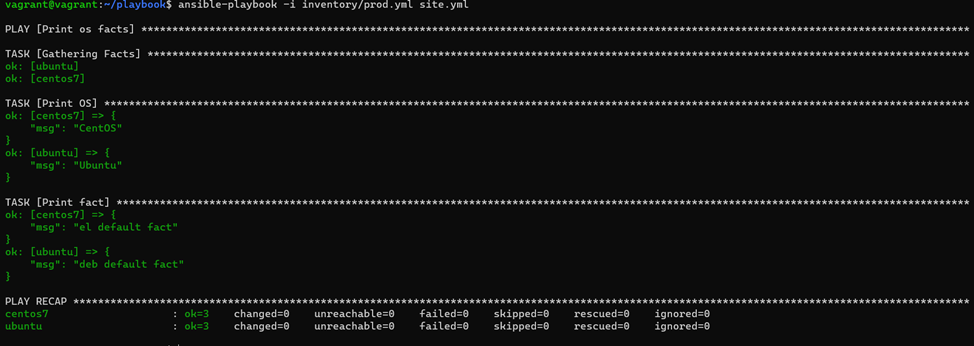 vagrant@vagrant:~/playbook$ ansible-playbook -i inventory/prod.yml site.yml
PLAY [Print os facts] ****************************************************************************************************************************************
TASK [Gathering Facts] ***************************************************************************************************************************************
ok: [ubuntu]
ok: [centos7]
TASK [Print OS] **********************************************************************************************************************************************
ok: [centos7] => {
    "msg": "CentOS"
}
ok: [ubuntu] => {
    "msg": "Ubuntu"
}
TASK [Print fact] ********************************************************************************************************************************************
ok: [centos7] => {
    "msg": "el default fact"
}
ok: [ubuntu] => {
    "msg": "deb default fact"
}
PLAY RECAP ***************************************************************************************************************************************************
centos7                    : ok=3    changed=0    unreachable=0    failed=0    skipped=0    rescued=0    ignored=0
ubuntu                     : ok=3    changed=0    unreachable=0    failed=0    skipped=0    rescued=0    ignored=0